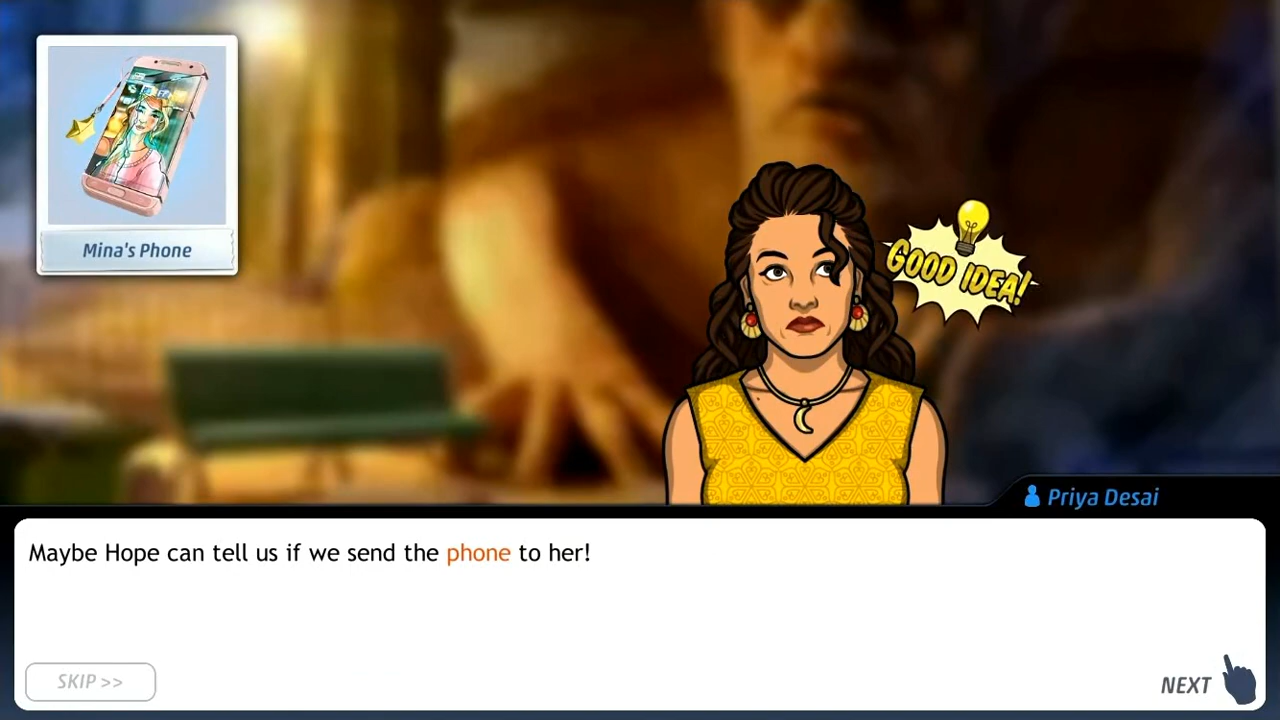 Mina's Phone
GOOD IDEA!
Priya Desai
Maybe Hope can tell us if we send the phone to her!
SKIP >>
NEXT